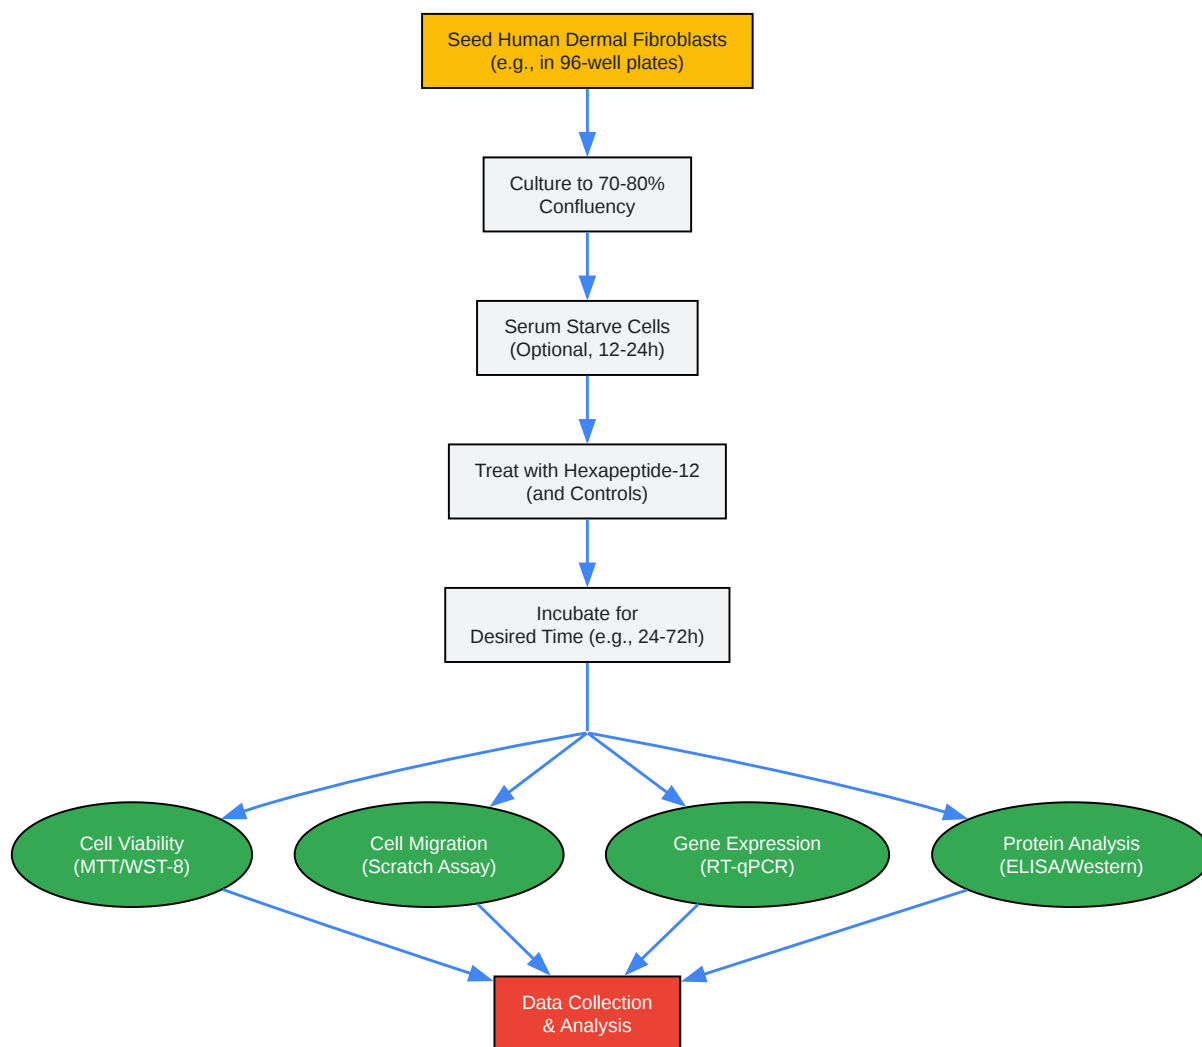 Seed Human Dermal Fibroblasts
(e.g., in 96-well plates)
Culture to 70-80%
Confluency
Serum Starve Cells
(Optional, 12-24h)
Treat with Hexapeptide-12
(and Controls)
Incubate for
Desired Time (e.g., 24-72h)
Cell Viability
(MTT/WST-8)
Cell Migration
(Scratch Assay)
Gene Expression
(RT-qPCR)
Protein Analysis
(ELISA/Western)
Data Collection
& Analysis